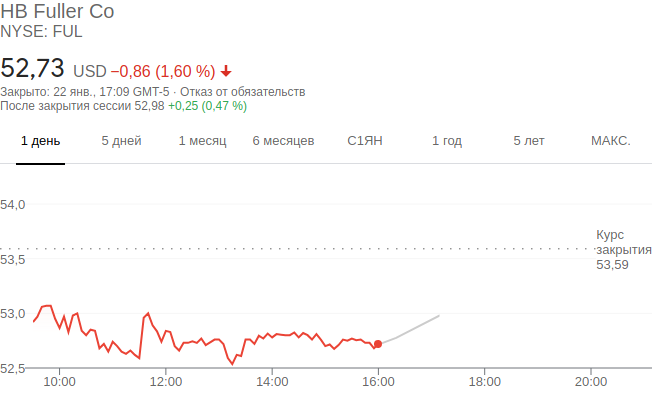 HB Fuller Co
NYSE: FUL
52,73 USD −0,86 (1,60 %)
Закрыто: 22 янв., 17:09 GMT-5 · Отказ от обязательств
После закрытия сессии 52,98 +0,25 (0,47 %)
1 день 5 дней 1 месяц 6 месяцев С1ЯН 1 год 5 лет МАКС.
54,0
Курс
закрытия
53,59
53,5
53,0
52,5
10:00 12:00 14:00 16:00 18:00 20:00